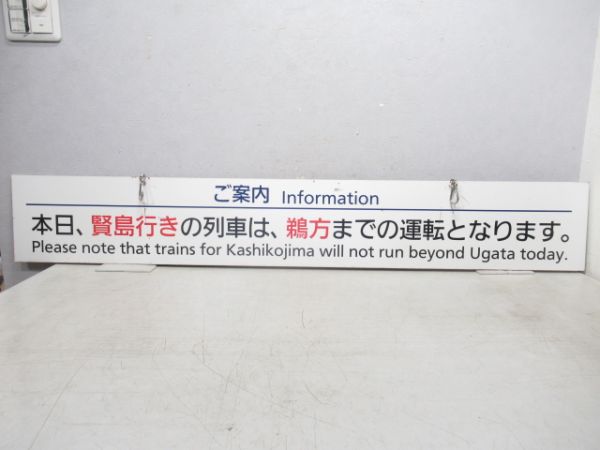 ご案内 Information
本日、賢島行きの列車は、鵜方までの運転となります。
Please note that trains for Kashikojima will not run beyond Ugata today.